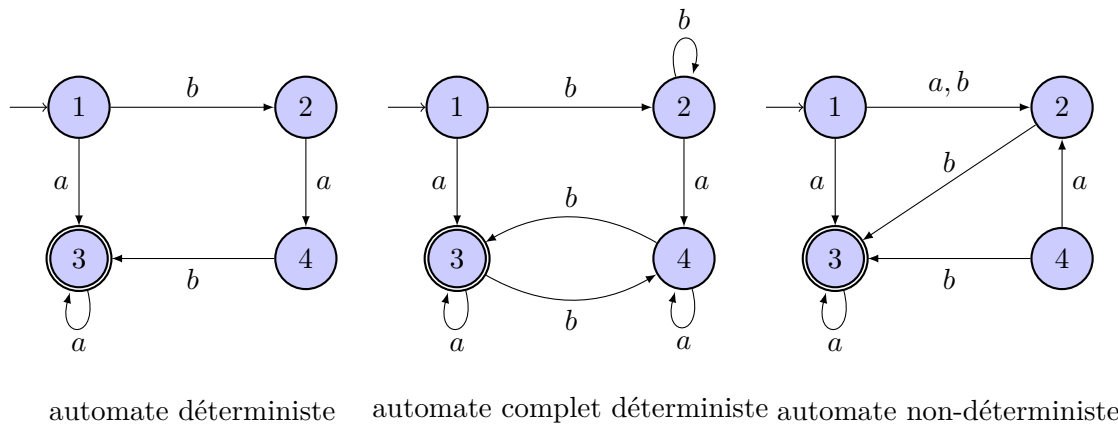 b
1 b 2 1 b 2 1 a, b 2
a a a b a b a a
3 b 4 3 4 3 b 4
a a b a a
automate déterministe automate complet déterministe automate non-déterministe